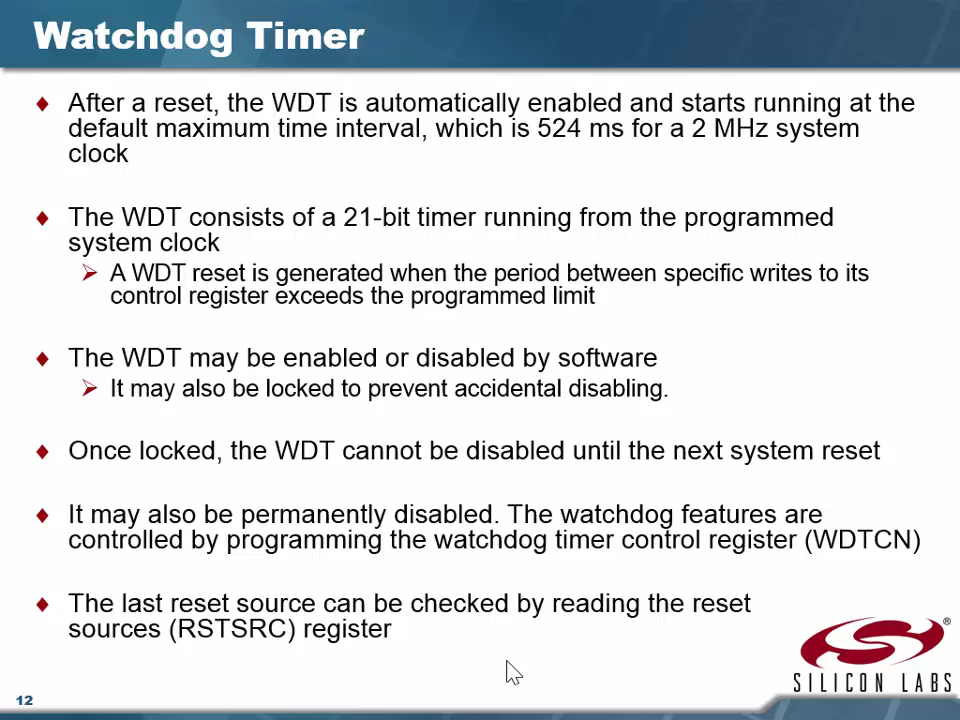 Watchdog Timer
After a reset, the WDT is automatically enabled and starts running at the
default maximum time interval, which is 524 ms for a 2 MHz system
clock
The WDT consists of a 21-bit timer running from the programmed
system clock
A WDT reset is generated when the period between specific writes to its
control register exceeds the programmed limit
The WDT may be enabled or disabled by software
It may also be locked to prevent accidental disabling.
Once locked, the WDT cannot be disabled until the next system reset
It may also be permanently disabled. The watchdog features are
controlled by programming the watchdog timer control register (WDTCN)
The last reset source can be checked by reading the reset
sources (RSTSRC) register
®
SILICON LABS
12